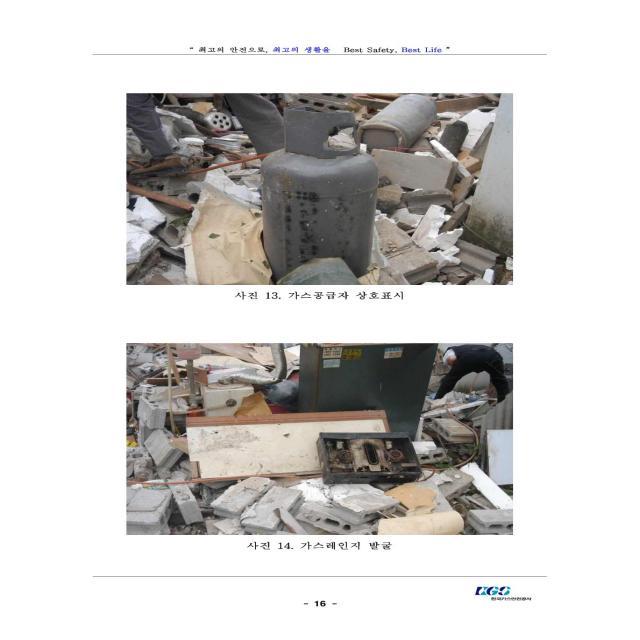 “ 최고의 안전으로, 최고의 생활을 Best Safety, Best Life ”
사진 13. 가스공급자 상호표시
사진 14. 가스레인지 발굴
KGS
한국가스안전공사
- 16 -